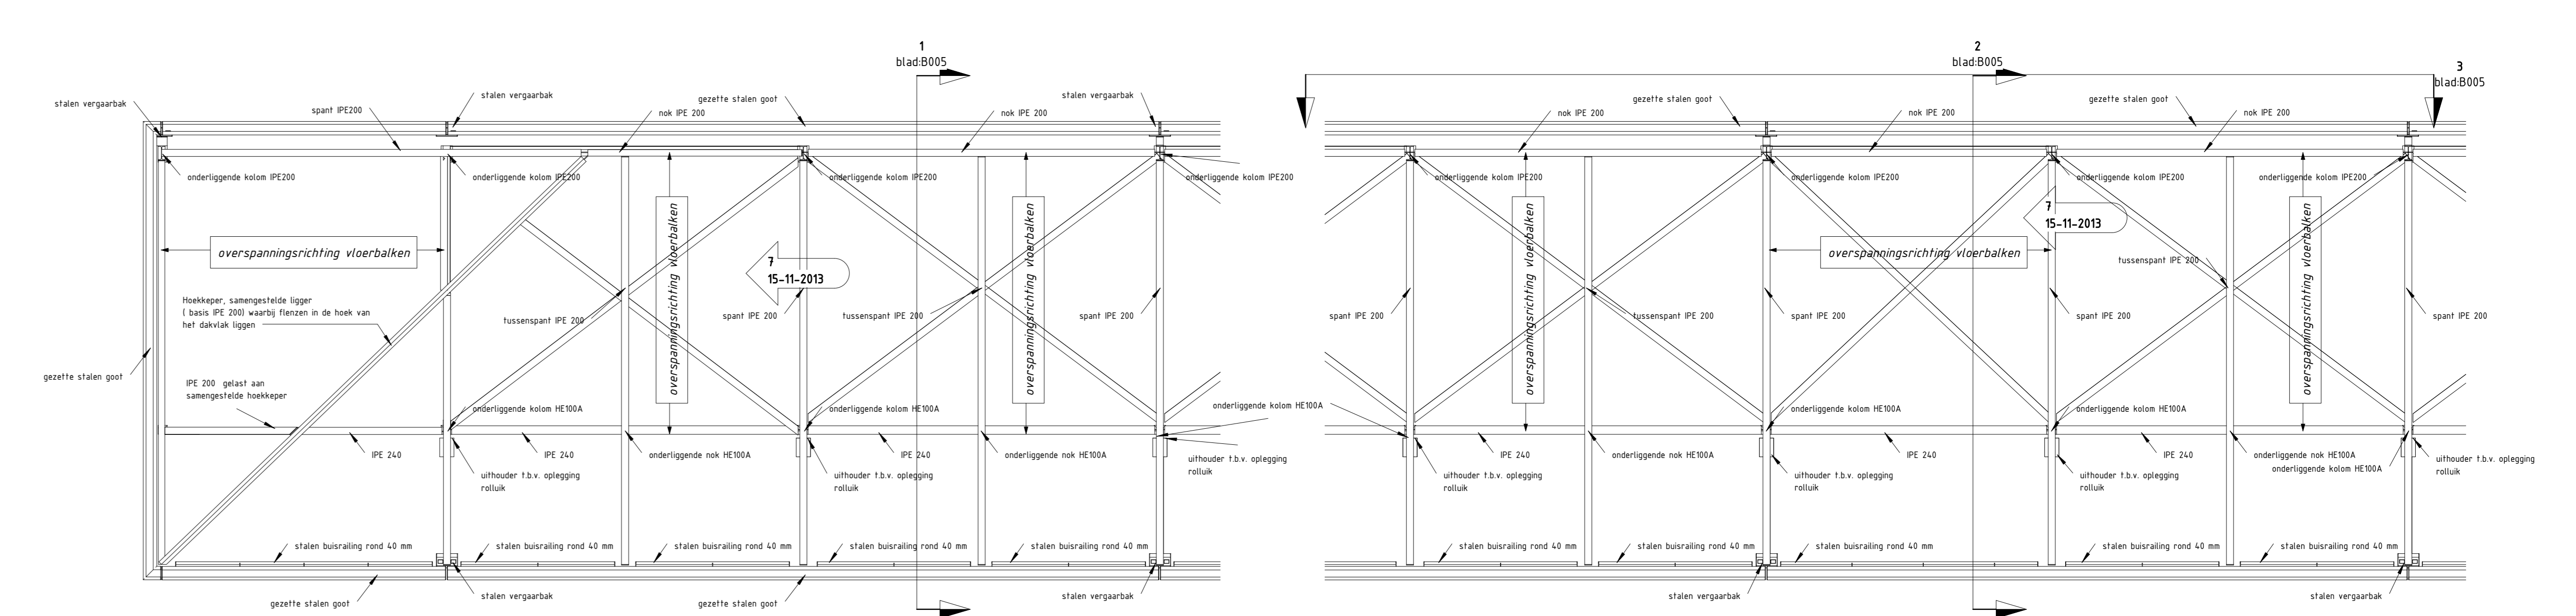 1
blad:B005
2
blad:B005
3
blad:B005
stalen vergaarbak
spant IPE200
stalen vergaarbak
gezette stalen goot
nok IPE 200
stalen vergaarbak
nok IPE 200
nok IPE 200
gezette stalen goot
nok IPE 200
gezette stalen goot
nok IPE 200
onderliggende kolom IPE200
onderliggende kolom IPE200
onderliggende kolom IPE200
onderliggende kolom IPE200
onderliggende kolom IPE200
onderliggende kolom IPE200
onderliggende kolom IPE200
onderliggende kolom IPE200
overspanningsrichting vloerbalken
overspanningsrichting vloerbalken
overspanningsrichting vloerbalken
overspanningsrichting vloerbalken
overspanningsrichting vloerbalken
overspanningsrichting vloerbalken
7
15-11-2013
7
15-11-2013
Hoekkeper, samengestelde ligger
( basis IPE 200) waarbij flenzen in de hoek van
het dakvlak liggen
tussenspant IPE 200
spant IPE 200
tussenspant IPE 200
spant IPE 200
spant IPE 200
tussenspant IPE 200
spant IPE 200
spant IPE 200
tussenspant IPE 200
spant IPE 200
gezette stalen goot
IPE 200 gelast aan
samengestelde hoekkeper
onderliggende kolom HE100A
onderliggende kolom HE100A
onderliggende kolom HE100A
onderliggende kolom HE100A
onderliggende kolom HE100A
IPE 240
IPE 240
onderliggende nok HE100A
IPE 240
onderliggende nok HE100A
IPE 240
onderliggende nok HE100A
IPE 240
IPE 240
onderliggende nok HE100A
onderliggende kolom HE100A
uithouder t.b.v. oplegging
rolluik
uithouder t.b.v. oplegging
rolluik
uithouder t.b.v. oplegging
rolluik
uithouder t.b.v. oplegging
rolluik
uithouder t.b.v. oplegging
rolluik
uithouder t.b.v. oplegging
rolluik
uithouder t.b.v. oplegging
rolluik
stalen buisrailing rond 40 mm
stalen buisrailing rond 40 mm
stalen buisrailing rond 40 mm
stalen buisrailing rond 40 mm
stalen buisrailing rond 40 mm
stalen buisrailing rond 40 mm
stalen buisrailing rond 40 mm
stalen buisrailing rond 40 mm
stalen buisrailing rond 40 mm
stalen buisrailing rond 40 mm
gezette stalen goot
stalen vergaarbak
gezette stalen goot
stalen vergaarbak
stalen vergaarbak
stalen vergaarbak